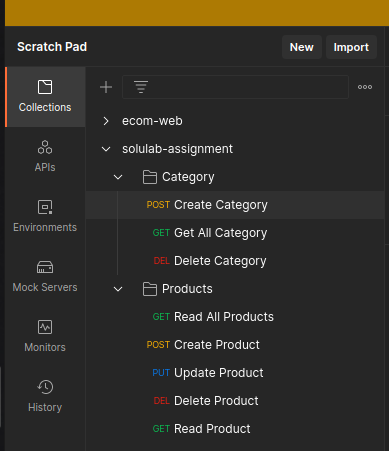 Scratch Pad
New
Import
Collections
APIs
Environments
Mock Servers
Monitors
History
ecom-web
solulab-assignment
Category
POST Create Category
GET Get All Category
DEL Delete Category
Products
GET Read All Products
POST Create Product
PUT Update Product
DEL Delete Product
GET Read Product